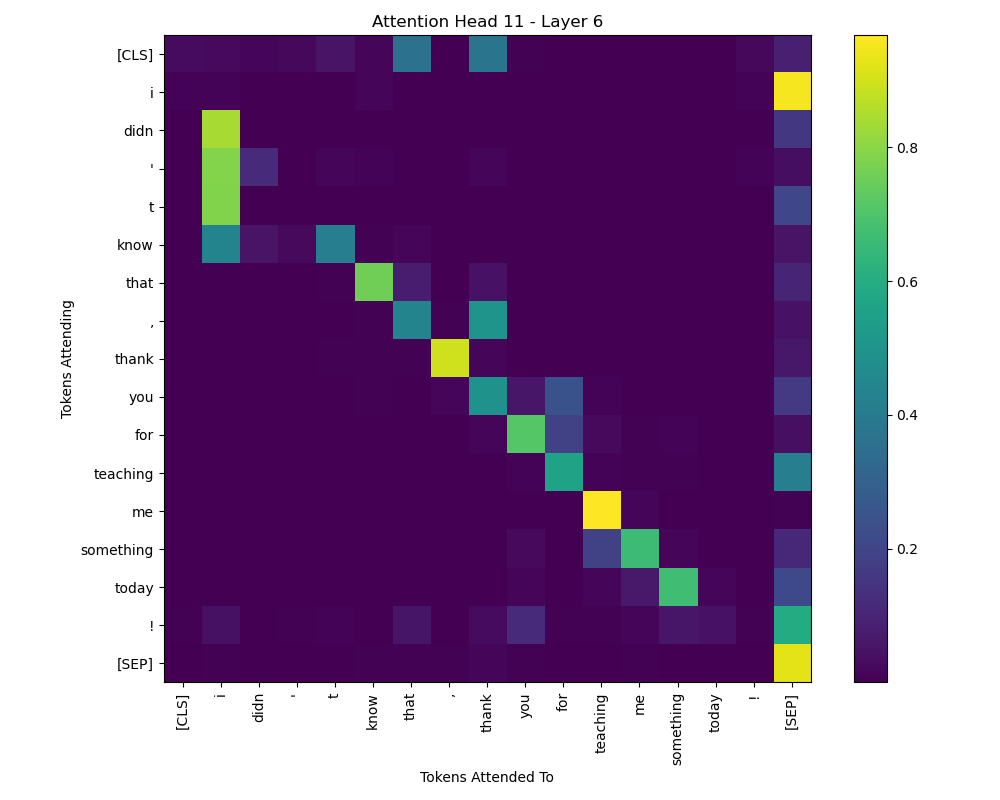 Attention Head 11 - Layer 6
[CLS]
i
didn
'
t
know
that
,
thank
you
for
teaching
me
something
today
!
[SEP]
Tokens Attending
[CLS]
i
didn
'
t
know
that
,
thank
you
for
teaching
me
something
today
!
[SEP]
Tokens Attended To
0.8
0.6
0.4
0.2